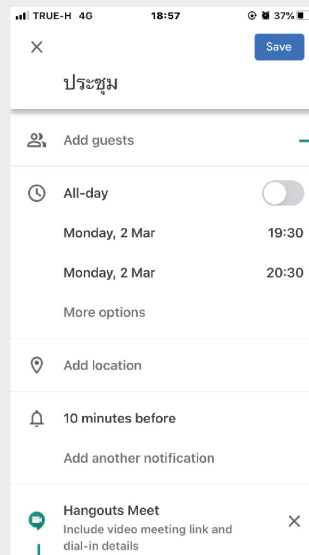 TRUE-H 4G 18:57 37%
Save
ประชุม
Add guests
All-day
Monday, 2 Mar 19:30
Monday, 2 Mar 20:30
More options
Add location
10 minutes before
Add another notification
Hangouts Meet
Include video meeting link and
dial-in details